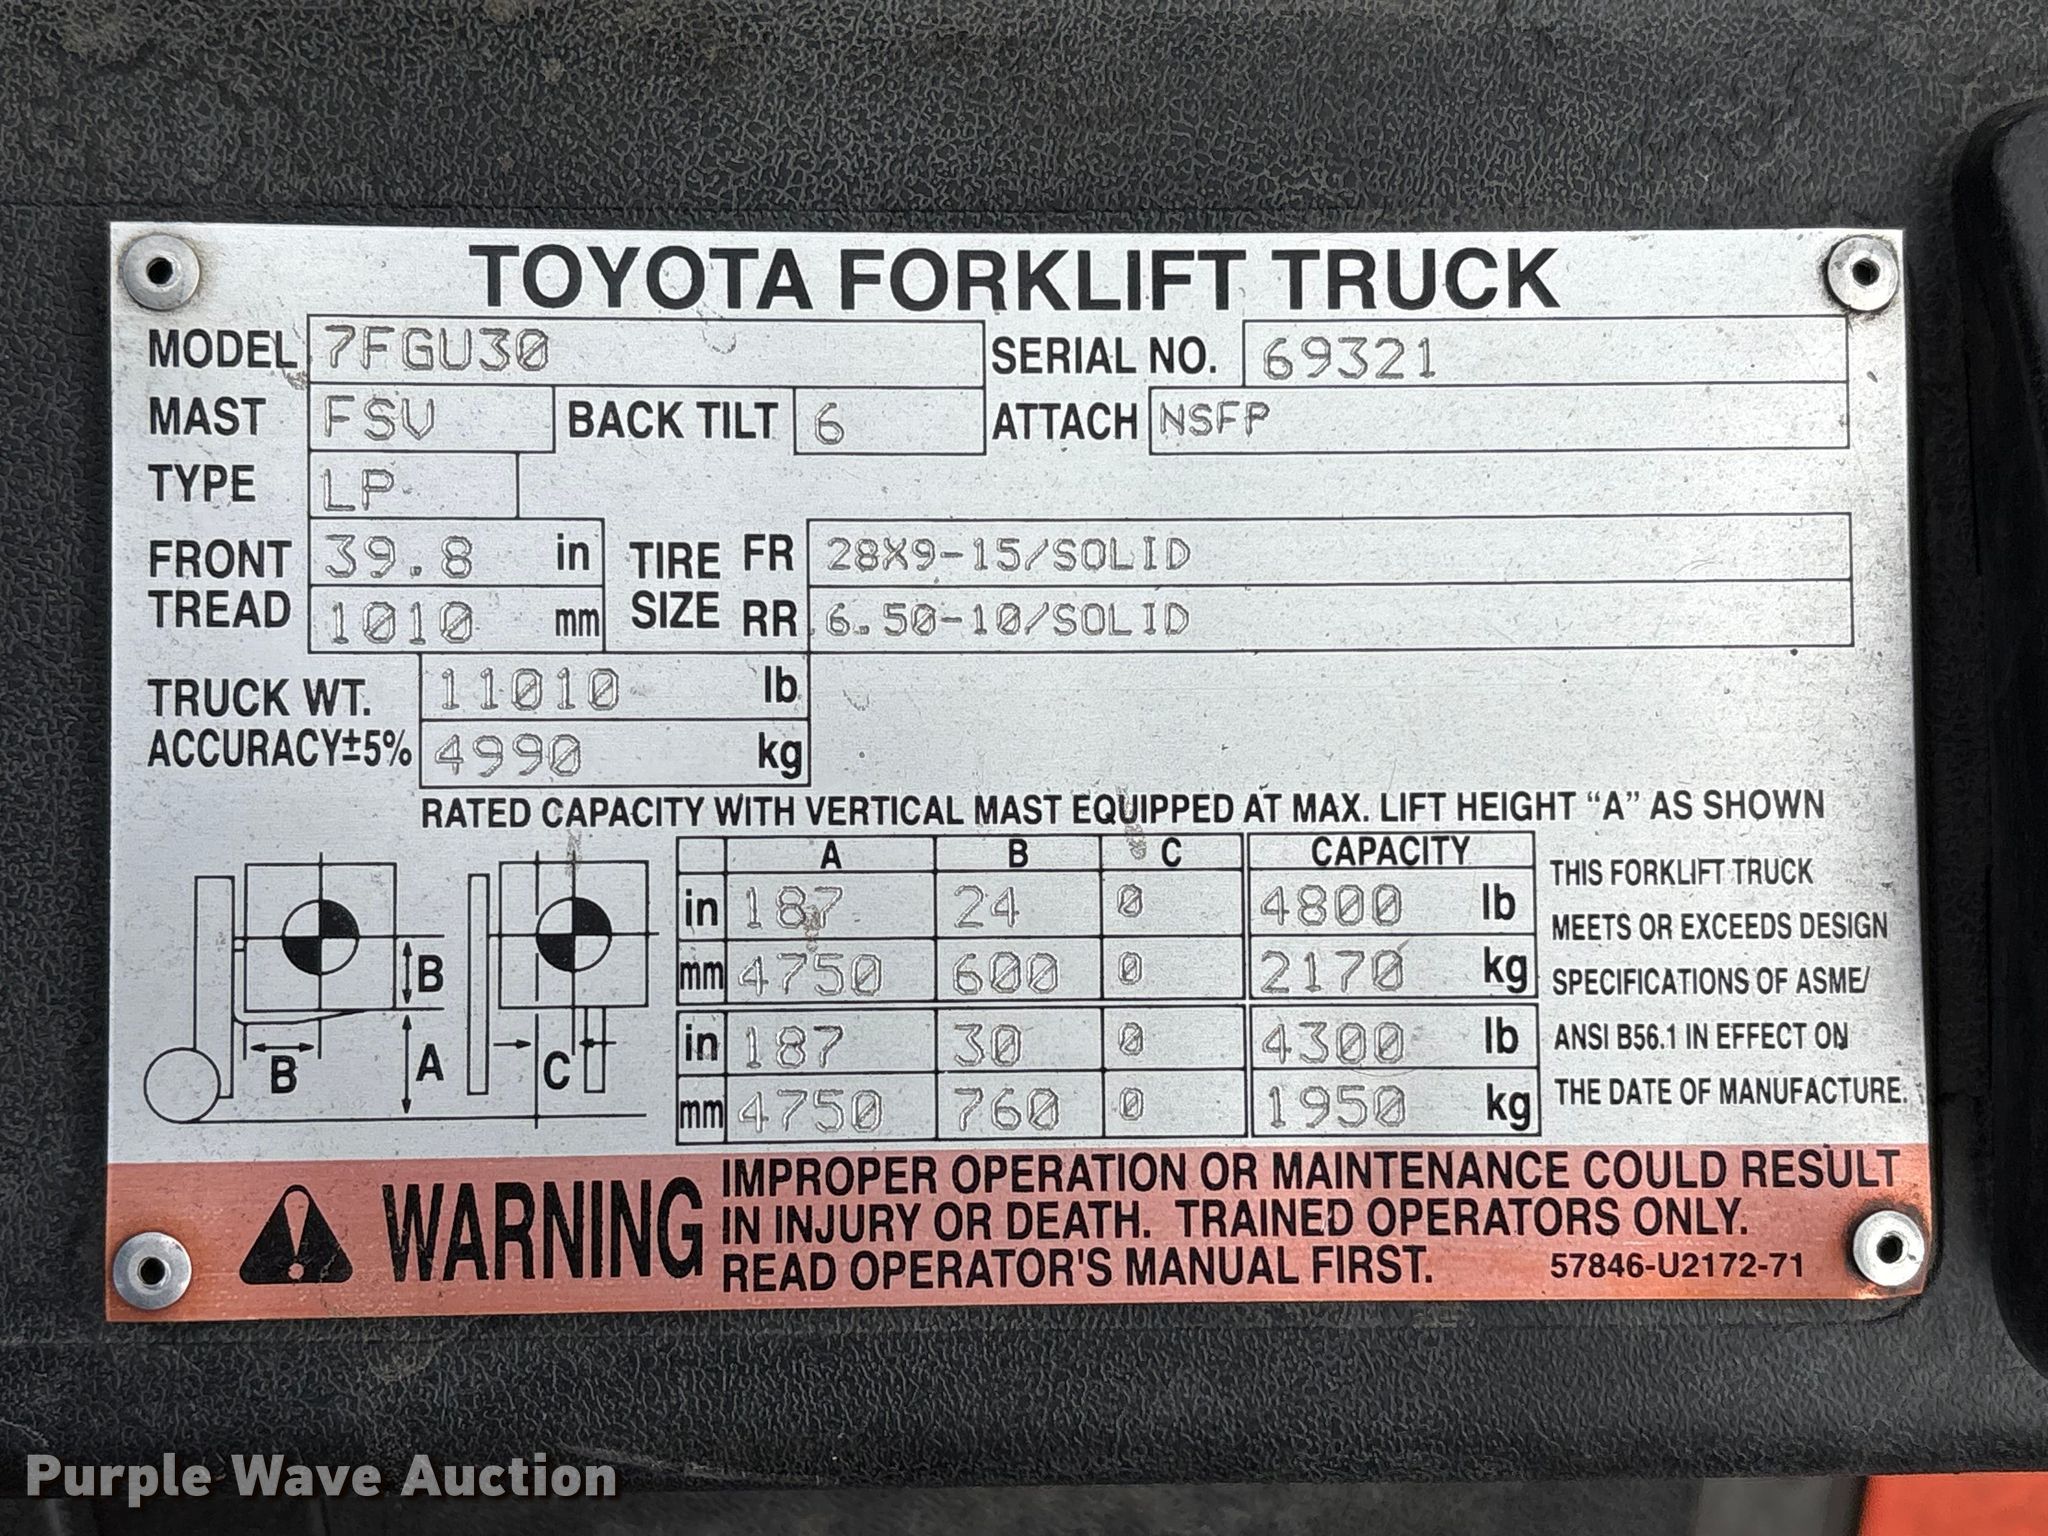 TOYOTA FORKLIFT TRUCK
MODEL 7FGU30 SERIAL NO. 69321
MAST FSV BACK TILT 6 ATTACH NSFP
TYPE LP
FRONT TREAD 39.8 in TIRE SIZE FR 28X9-15/SOLID
1010 mm RR 6.50-10/SOLID
TRUCK WT. 11010 lb
ACCURACY±5% 4990 kg
RATED CAPACITY WITH VERTICAL MAST EQUIPPED AT MAX. LIFT HEIGHT "A" AS SHOWN
A B C CAPACITY
in 187 24 0 4800 lb
mm 4750 600 0 2170 kg
in 187 30 0 4300 lb
mm 4750 760 0 1950 kg
B
B
A
C
THIS FORKLIFT TRUCK
MEETS OR EXCEEDS DESIGN
SPECIFICATIONS OF ASME/
ANSI B56.1 IN EFFECT ON
THE DATE OF MANUFACTURE.
WARNING
IMPROPER OPERATION OR MAINTENANCE COULD RESULT
IN INJURY OR DEATH. TRAINED OPERATORS ONLY.
READ OPERATOR'S MANUAL FIRST. 57846-U2172-71
Purple Wave Auction